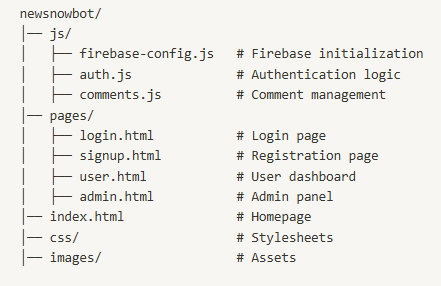 newsnowbot/
│── js/
│   ├── firebase-config.js   # Firebase initialization
│   ├── auth.js              # Authentication logic
│   ├── comments.js          # Comment management
│── pages/
│   ├── login.html           # Login page
│   ├── signup.html          # Registration page
│   ├── user.html            # User dashboard
│   ├── admin.html           # Admin panel
│── index.html               # Homepage
│── css/                     # Stylesheets
│── images/                  # Assets